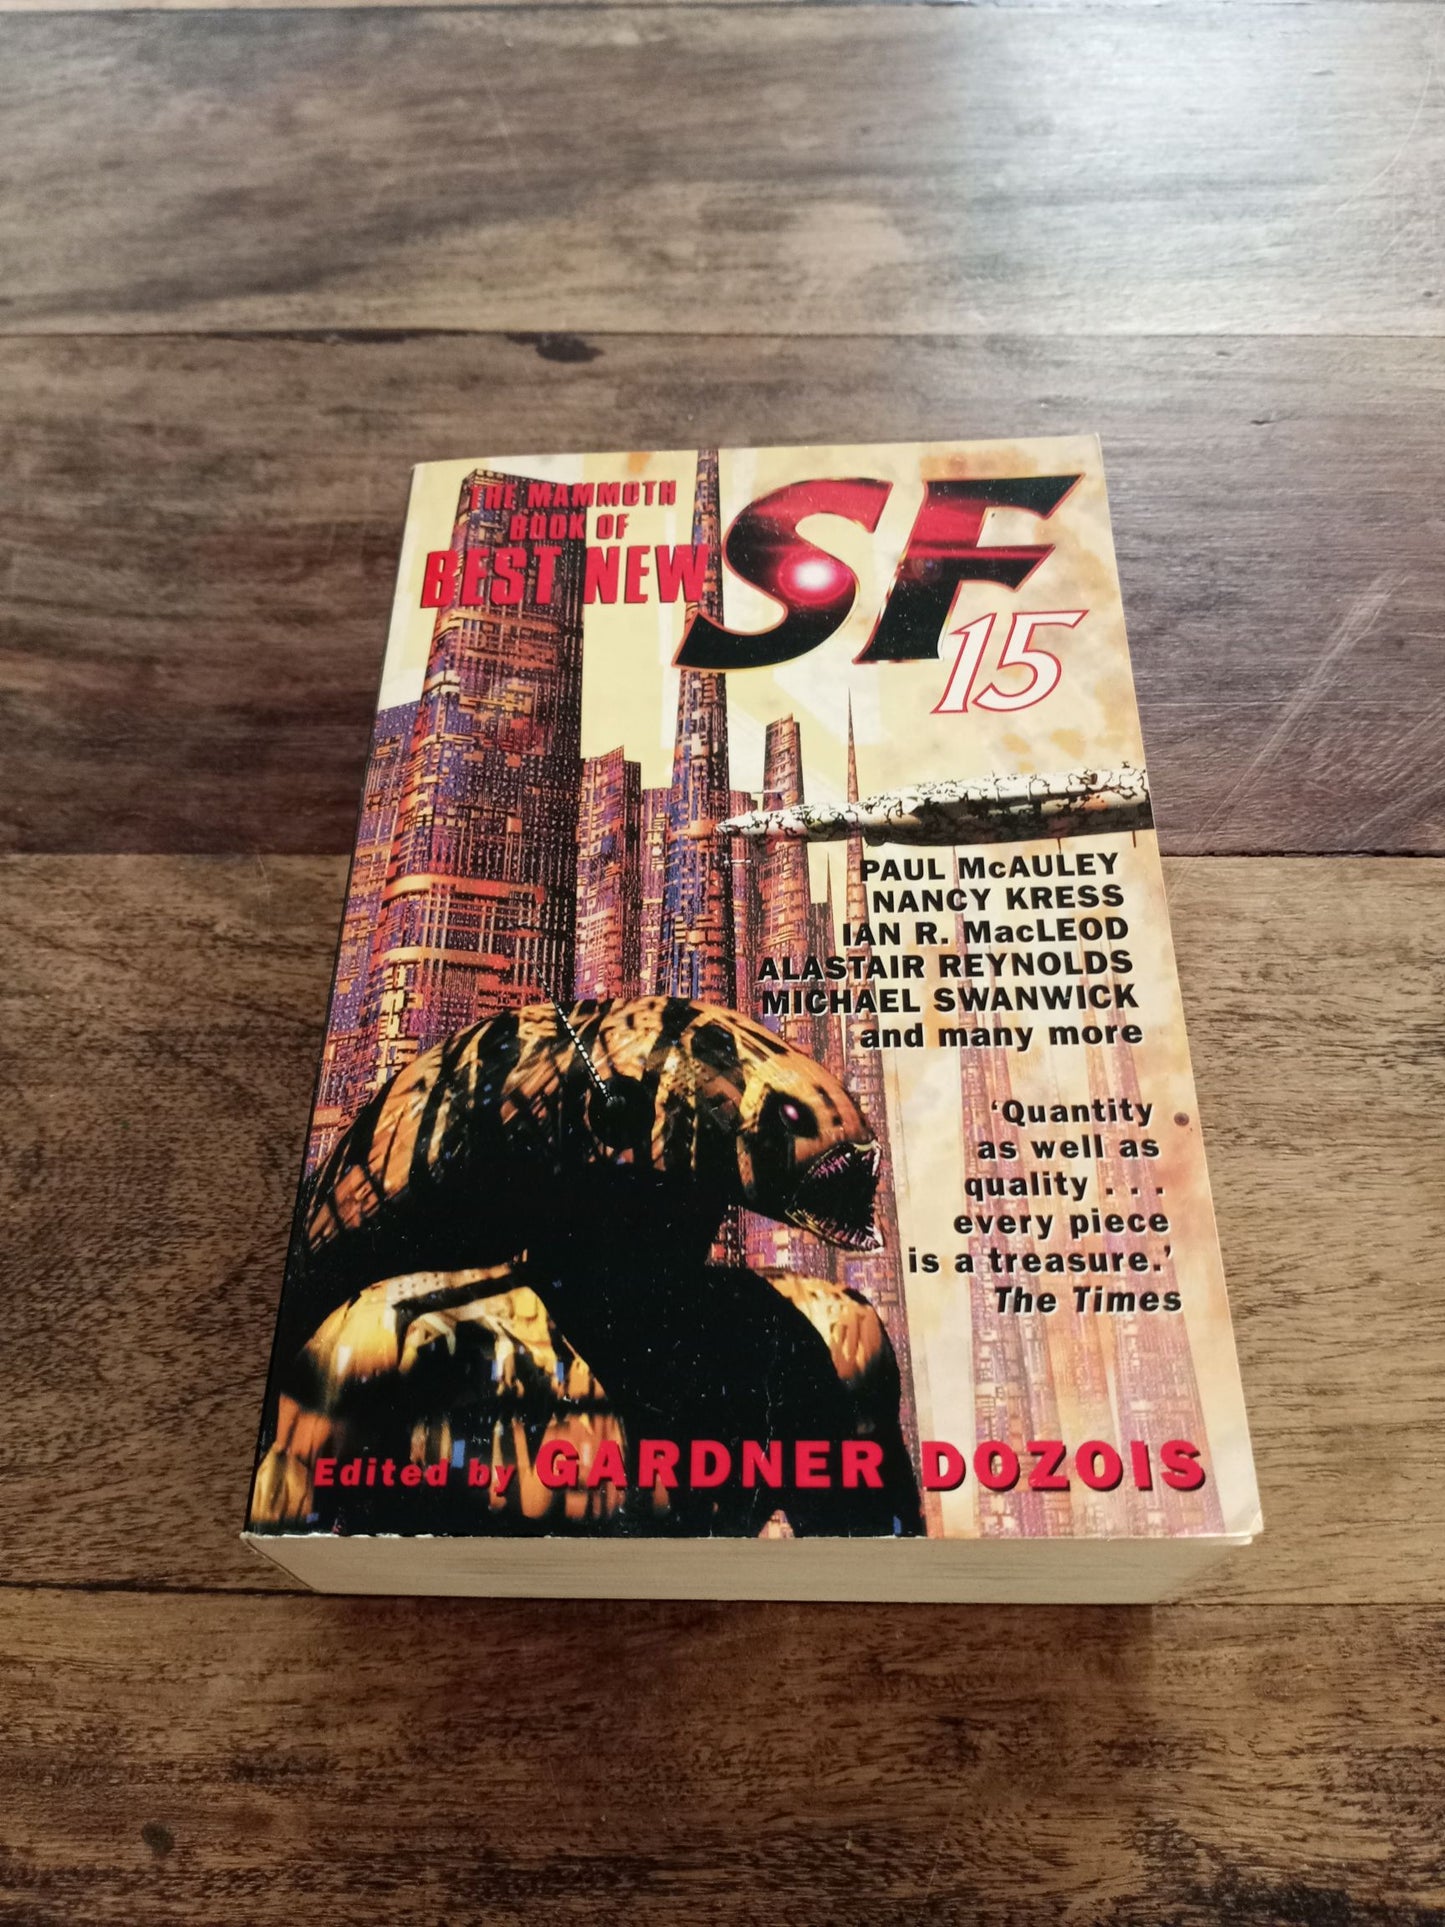 THE MAMMOTH
BOOK OF
BEST NEW
SF
15
PAUL McAULEY
NANCY KRESS
IAN R. MacLEOD
ALASTAIR REYNOLDS
MICHAEL SWANWICK
and many more
‘Quantity
as well as
quality . . .
every piece
is a treasure.’
The Times
Edited by GARDNER DOZOIS